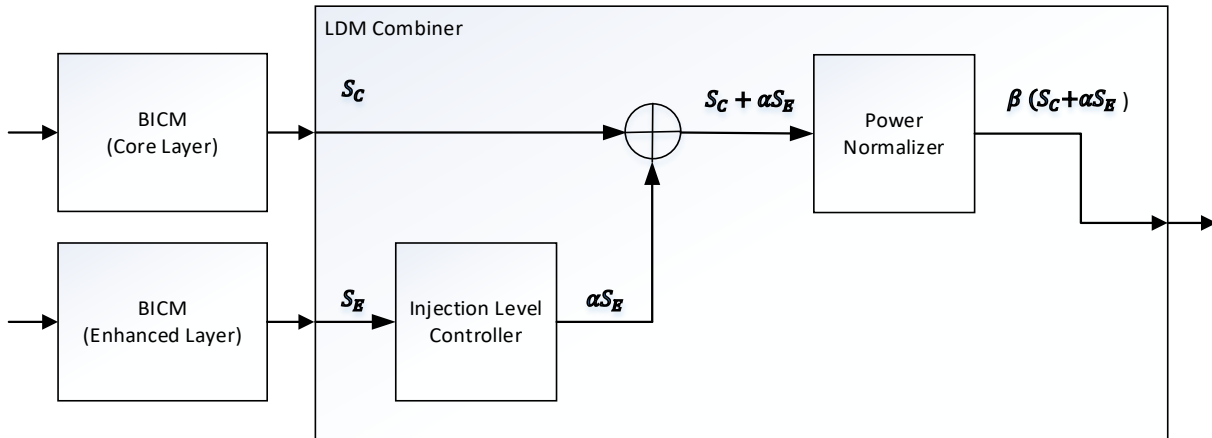 LDM Combiner
BICM
(Core Layer)
S_C
S_C + αS_E
Power
Normalizer
β (S_C+αS_E )
BICM
(Enhanced Layer)
S_E
Injection Level
Controller
αS_E